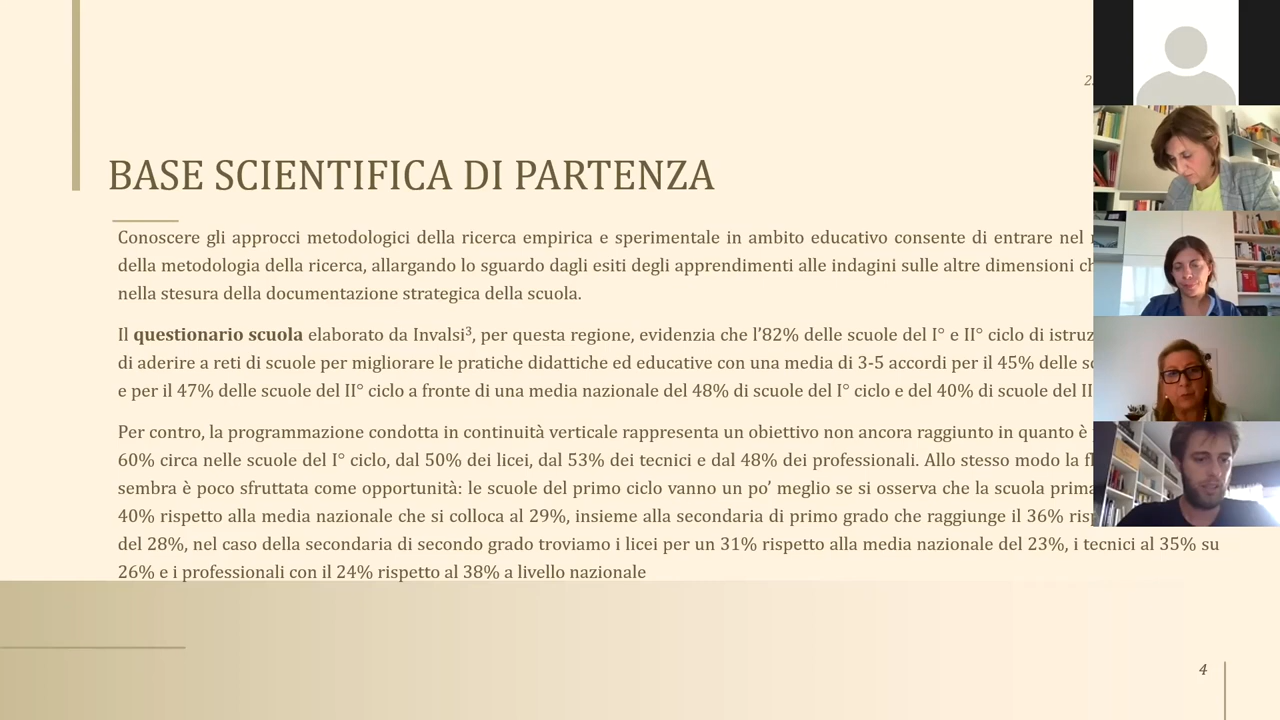 2
BASE SCIENTIFICA DI PARTENZA
Conoscere gli approcci metodologici della ricerca empirica e sperimentale in ambito educativo consente di entrare nel
della metodologia della ricerca, allargando lo sguardo dagli esiti degli apprendimenti alle indagini sulle altre dimensioni
nella stesura della documentazione strategica della scuola.
Il questionario scuola elaborato da Invalsi³, per questa regione, evidenzia che l’82% delle scuole del I° e II° ciclo di
di aderire a reti di scuole per migliorare le pratiche didattiche ed educative con una media di 3-5 accordi per il 45% delle
e per il 47% delle scuole del II° ciclo a fronte di una media nazionale del 48% di scuole del I° ciclo e del 40% di scuole del II
Per contro, la programmazione condotta in continuità verticale rappresenta un obiettivo non ancora raggiunto in quanto è
60% circa nelle scuole del I° ciclo, dal 50% dei licei, dal 53% dei tecnici e dal 48% dei professionali. Allo stesso modo la
sembra è poco sfruttata come opportunità: le scuole del primo ciclo vanno un po’ meglio se si osserva che la scuola
40% rispetto alla media nazionale che si colloca al 29%, insieme alla secondaria di primo grado che raggiunge il 36%
del 28%, nel caso della secondaria di secondo grado troviamo i licei per un 31% rispetto alla media nazionale del 23%, i tecnici al 35% su
26% e i professionali con il 24% rispetto al 38% a livello nazionale
4